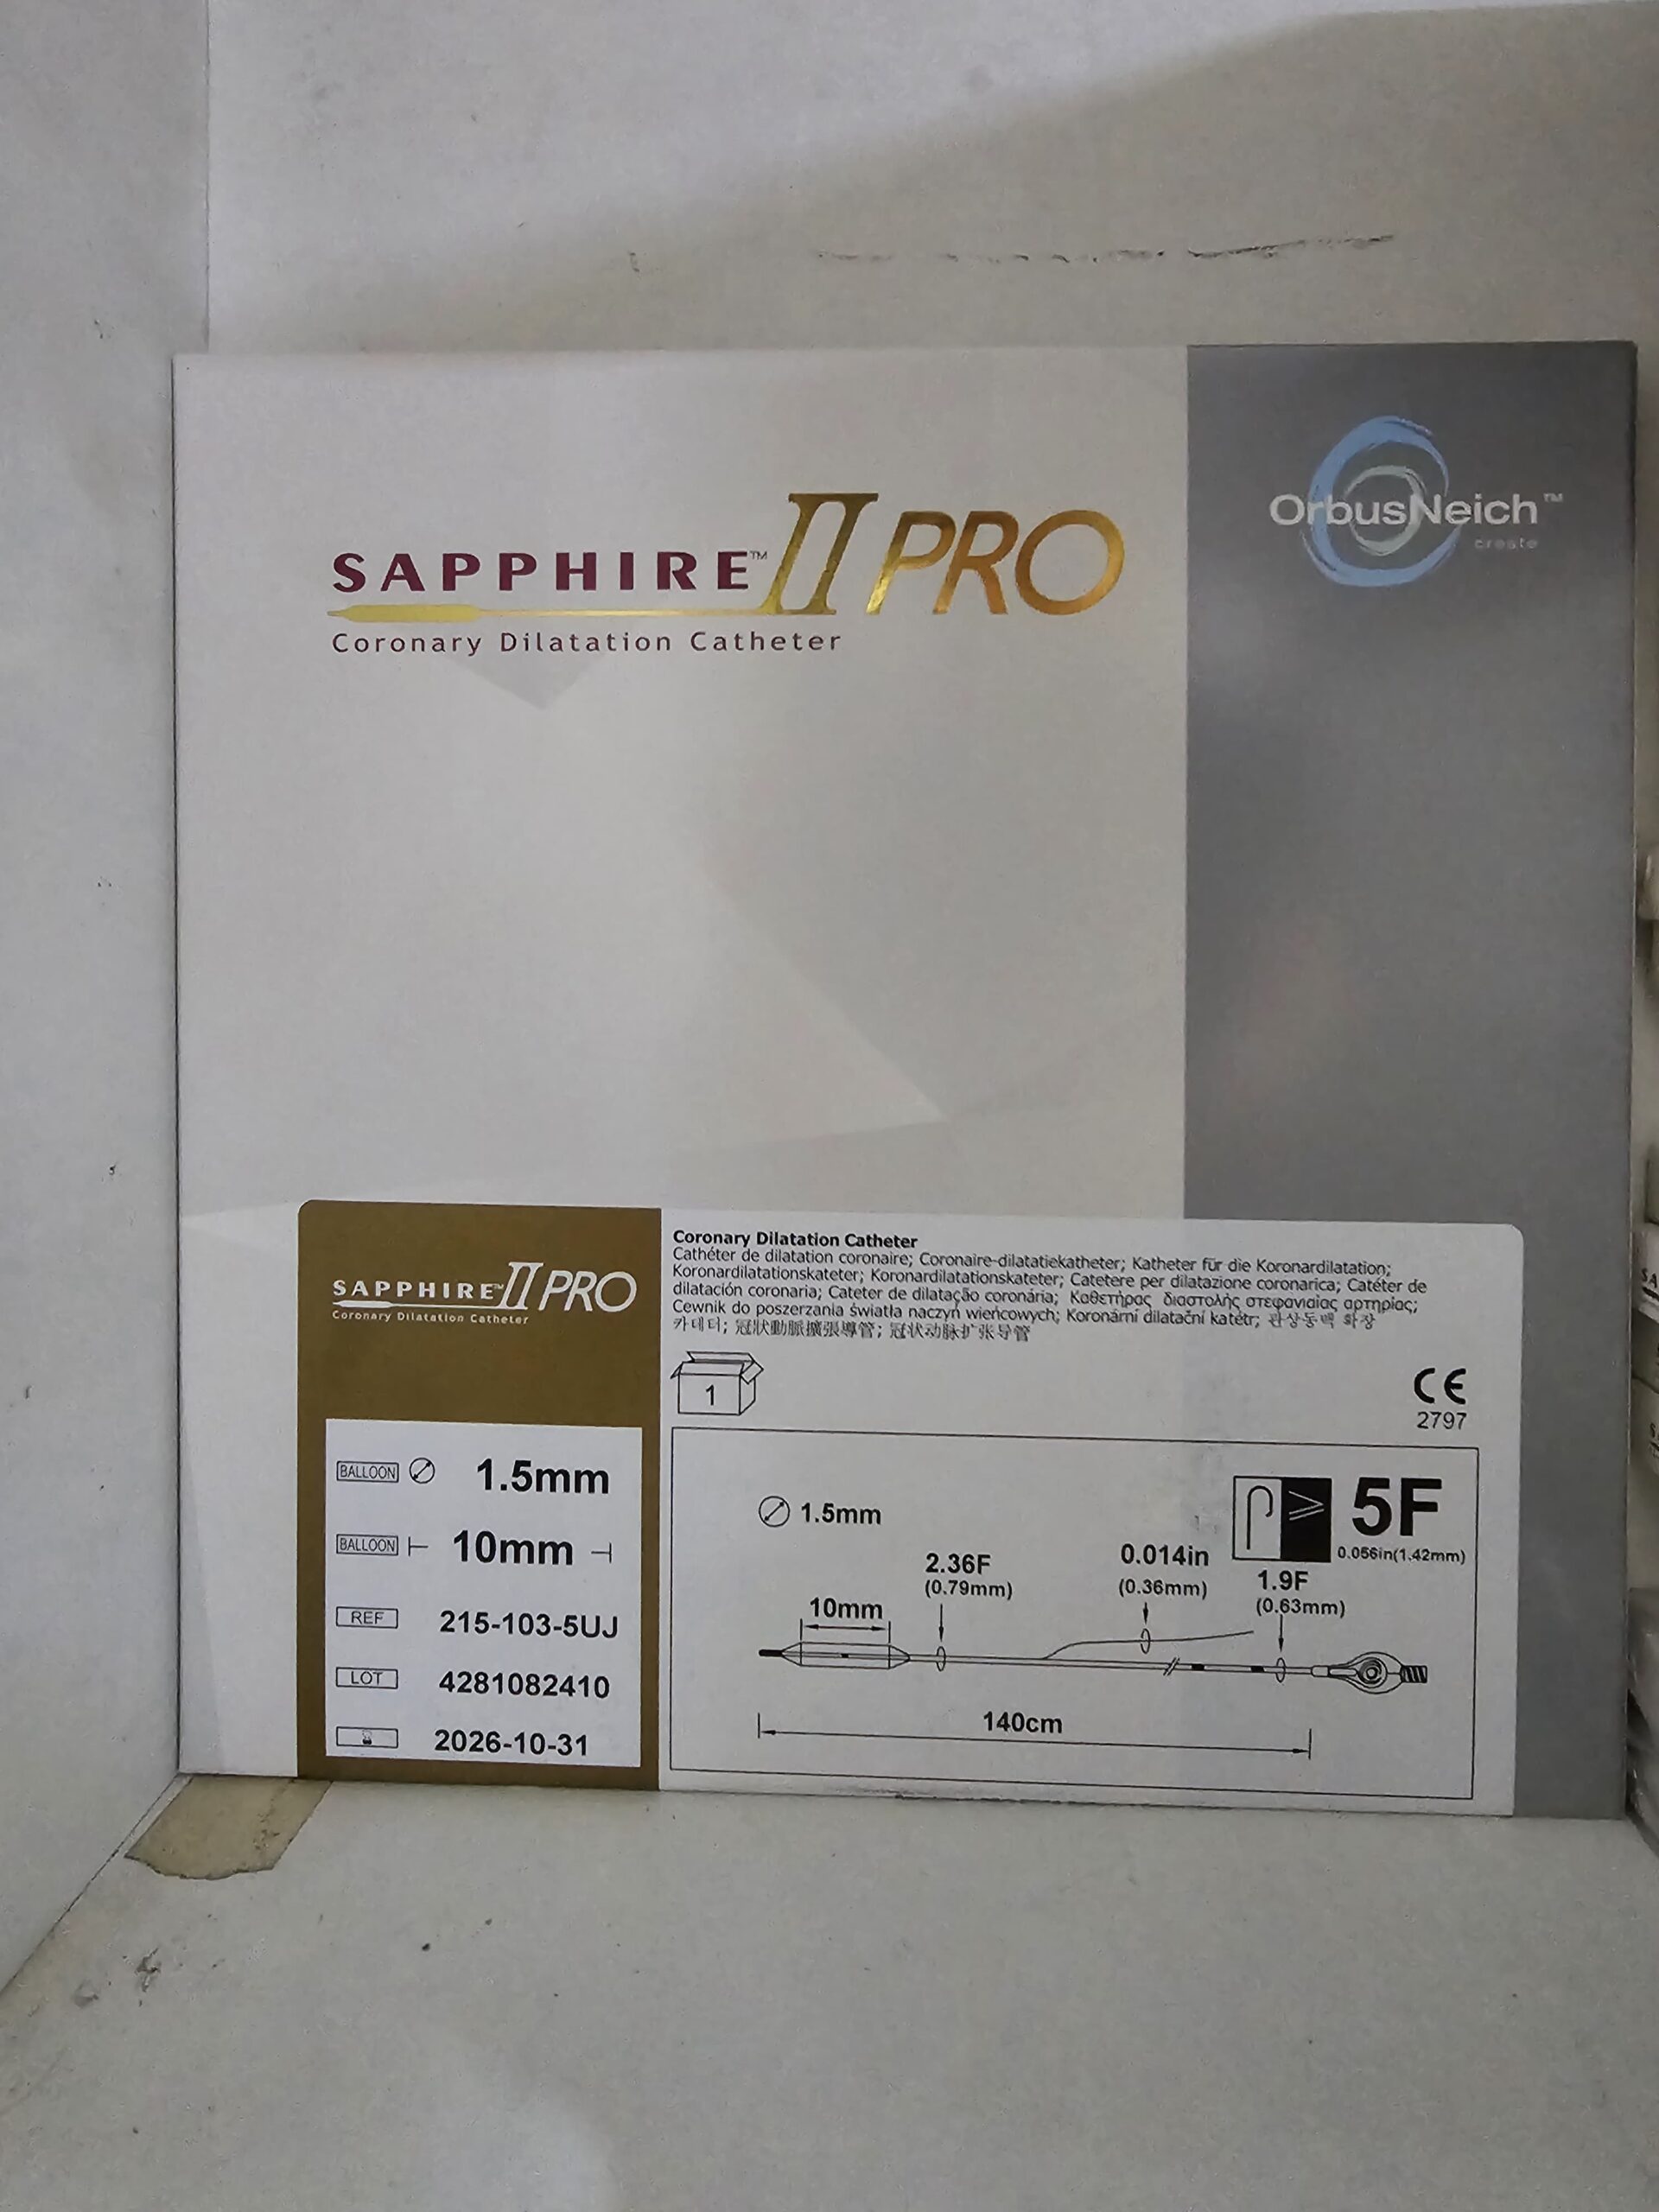 SAPPHIRE™ II PRO
Coronary Dilatation Catheter
OrbusNeich™
create
SAPPHIRE™ II PRO
Coronary Dilatation Catheter
BALLOON 1.5mm
BALLOON 10mm
REF 215-103-5UJ
LOT 4281082410
2026-10-31
Coronary Dilatation Catheter
Cathéter de dilatation coronaire; Coronaire-dilatatiekatheter; Katheter für die Koronardilatation;
Koronardilatationskateter; Koronardilatationskateter; Catetere per dilatazione coronarica; Catéter de
dilatación coronaria; Cateter de dilatação coronária; Καθετήρας διαστολής στεφανιαίας αρτηρίας;
Cewnik do poszerzania światła naczyń wieńcowych; Koronární dilatační katétr; 관상동맥 확장
카테터; 冠狀動脈擴張導管; 冠状动脉扩张导管
1
CE
2797
1.5mm
≥ 5F
0.056in(1.42mm)
2.36F
(0.79mm)
0.014in
(0.36mm)
1.9F
(0.63mm)
10mm
140cm